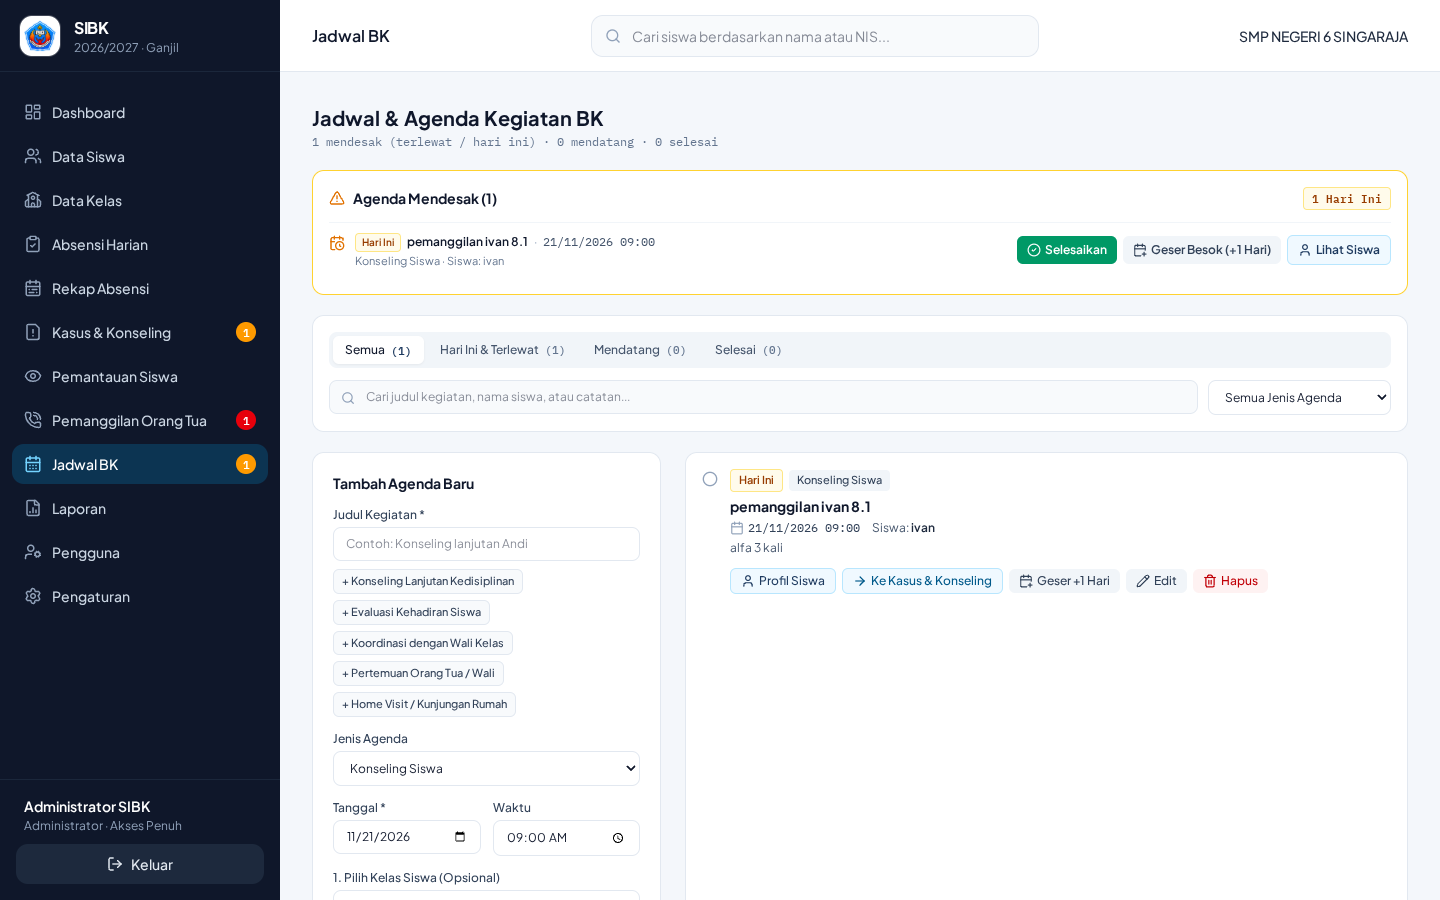 SIBK
2026/2027 · Ganjil
Dashboard
Data Siswa
Data Kelas
Absensi Harian
Rekap Absensi
Kasus & Konseling 1
Pemantauan Siswa
Pemanggilan Orang Tua 1
Jadwal BK 1
Laporan
Pengguna
Pengaturan
Administrator SIBK
Administrator · Akses Penuh
Keluar
Jadwal BK
Cari siswa berdasarkan nama atau NIS...
SMP NEGERI 6 SINGARAJA
Jadwal & Agenda Kegiatan BK
1 mendesak (terlewat / hari ini) · 0 mendatang · 0 selesai
Agenda Mendesak (1)
1 Hari Ini
Hari Ini pemanggilan ivan 8.1 · 21/11/2026 09:00
Konseling Siswa · Siswa: ivan
Selesaikan
Geser Besok (+1 Hari)
Lihat Siswa
Semua (1)
Hari Ini & Terlewat (1)
Mendatang (0)
Selesai (0)
Cari judul kegiatan, nama siswa, atau catatan...
Semua Jenis Agenda
Tambah Agenda Baru
Judul Kegiatan *
Contoh: Konseling lanjutan Andi
+ Konseling Lanjutan Kedisiplinan
+ Evaluasi Kehadiran Siswa
+ Koordinasi dengan Wali Kelas
+ Pertemuan Orang Tua / Wali
+ Home Visit / Kunjungan Rumah
Jenis Agenda
Konseling Siswa
Tanggal * Waktu
11/21/2026 09:00 AM
1. Pilih Kelas Siswa (Opsional)
Hari Ini Konseling Siswa
pemanggilan ivan 8.1
21/11/2026 09:00 Siswa: ivan
alfa 3 kali
Profil Siswa
Ke Kasus & Konseling
Geser +1 Hari
Edit
Hapus